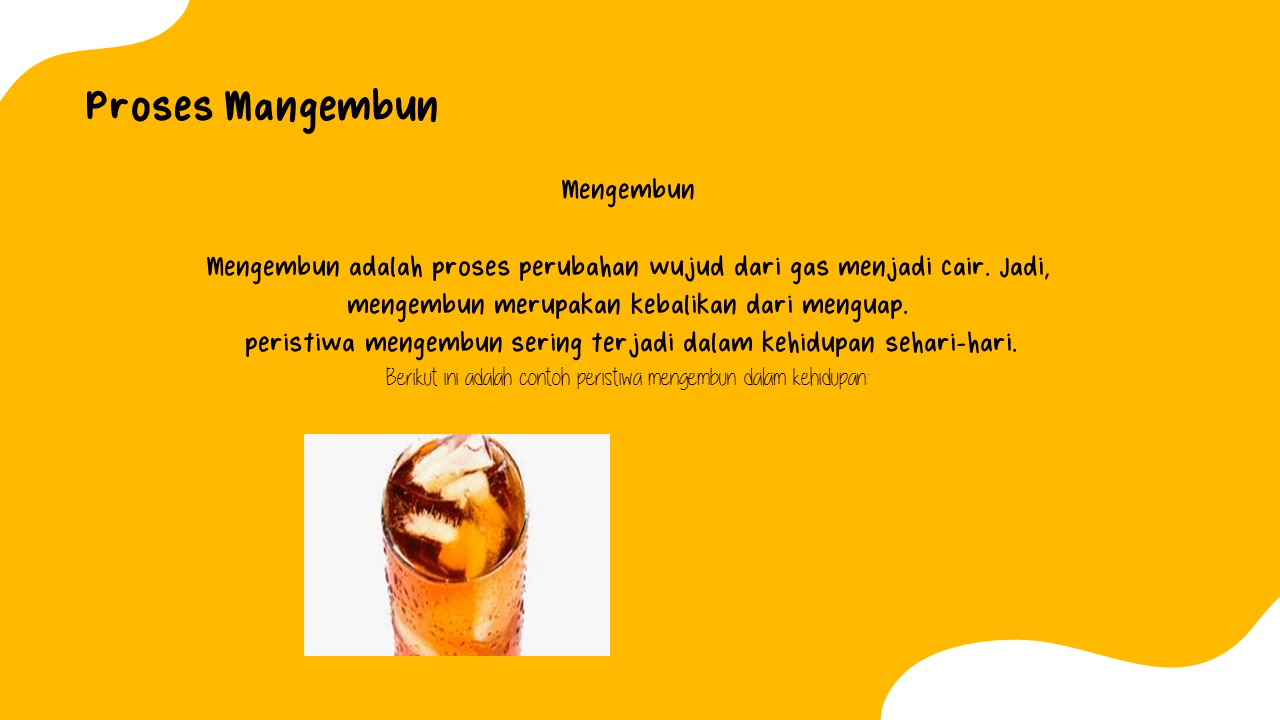 Proses Mangembun
Mengembun
Mengembun adalah proses perubahan wujud dari gas menjadi cair. Jadi,
mengembun merupakan kebalikan dari menguap.
peristiwa mengembun sering terjadi dalam kehidupan sehari-hari.
Berikut ini adalah contoh peristiwa mengembun dalam kehidupan: